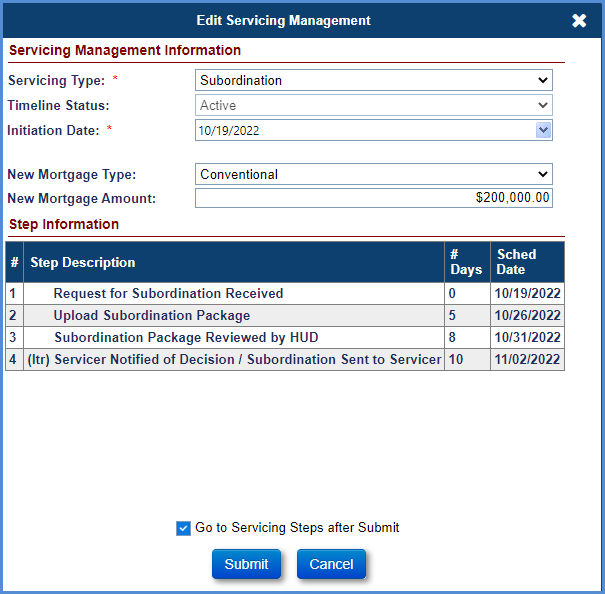 Edit Servicing Management
Servicing Management Information
Servicing Type: * Subordination
Timeline Status: Active
Initiation Date: * 10/19/2022
New Mortgage Type: Conventional
New Mortgage Amount: $200,000.00
Step Information
# Step Description # Days Sched Date
1 Request for Subordination Received 0 10/19/2022
2 Upload Subordination Package 5 10/26/2022
3 Subordination Package Reviewed by HUD 8 10/31/2022
4 (ltr) Servicer Notified of Decision / Subordination Sent to Servicer 10 11/02/2022
Go to Servicing Steps after Submit
Submit Cancel